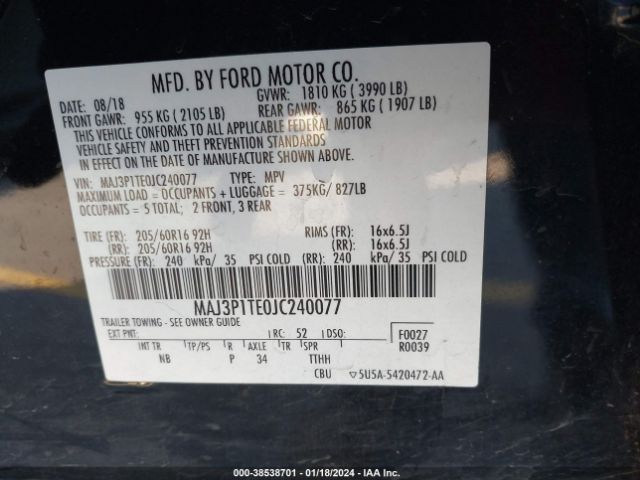 MFD. BY FORD MOTOR CO.
DATE: 08/18 GVWR: 1810 KG ( 3990 LB)
FRONT GAWR: 955 KG ( 2105 LB) REAR GAWR: 865 KG ( 1907 LB)
THIS VEHICLE CONFORMS TO ALL APPLICABLE FEDERAL MOTOR
VEHICLE SAFETY AND THEFT PREVENTION STANDARDS
IN EFFECT ON THE DATE OF MANUFACTURE SHOWN ABOVE.
VIN: MAJ3P1TE0JC240077 TYPE: MPV
MAXIMUM LOAD = OCCUPANTS + LUGGAGE = 375KG/ 827LB
OCCUPANTS = 5 TOTAL; 2 FRONT, 3 REAR
TIRE (FR): 205/60R16 92H RIMS (FR): 16x6.5J
(RR): 205/60R16 92H (RR): 16x6.5J
PRESSURE (FR): 240 kPa/ 35 PSI COLD (RR): 240 kPa/ 35 PSI COLD
MAJ3P1TE0JC240077
TRAILER TOWING - SEE OWNER GUIDE
EXT PNT: RC: 52 DSO: F0027
INT TR TP/PS R AXLE TR SPR R0039
NB P 34 TTHH
CBU ▽5U5A-5420472-AA
000-38538701 - 01/18/2024 - IAA Inc.